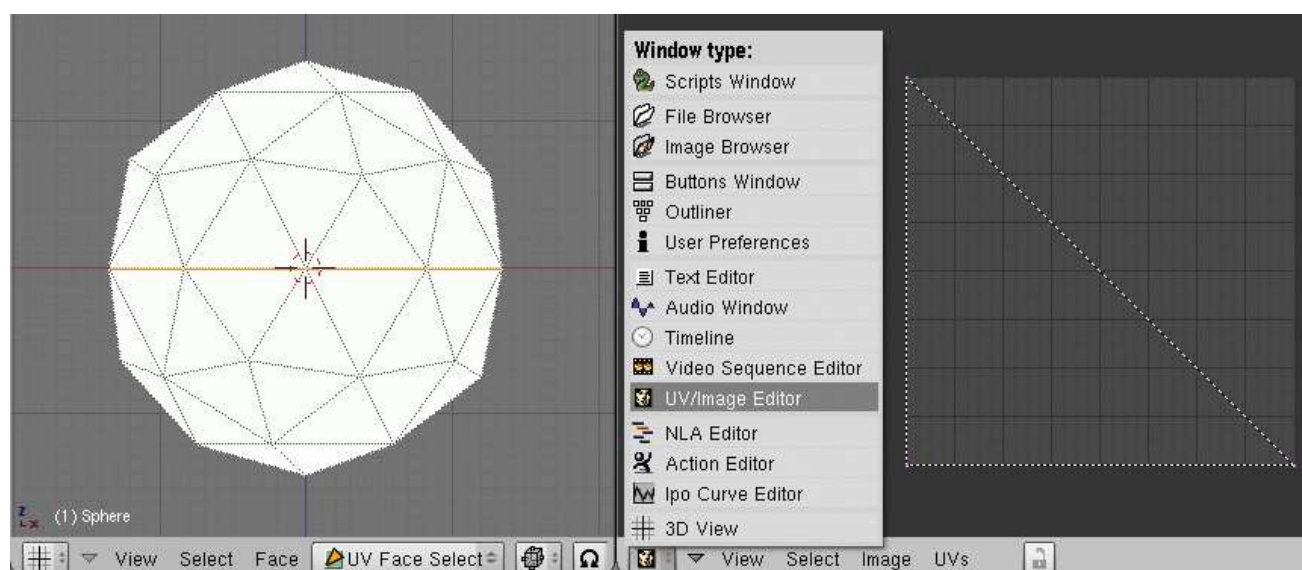 Window type:
Scripts Window
File Browser
Image Browser
Buttons Window
Outliner
User Preferences
Text Editor
Audio Window
Timeline
Video Sequence Editor
UV/Image Editor
NLA Editor
Action Editor
Ipo Curve Editor
3D View
z
x
(1) Sphere
View Select Face UV Face Select
View Select Image UVs